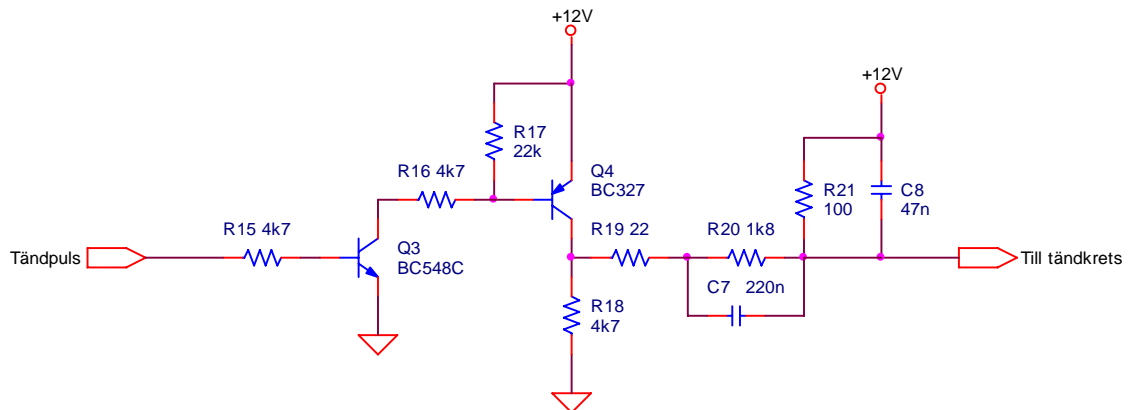 +12V
+12V
R17
22k
R16 4k7
Q4
BC327
R21
100
C8
47n
R15 4k7
R19 22
R20 1k8
Tändpuls
Q3
BC548C
Till tändkrets
C7 220n
R18
4k7